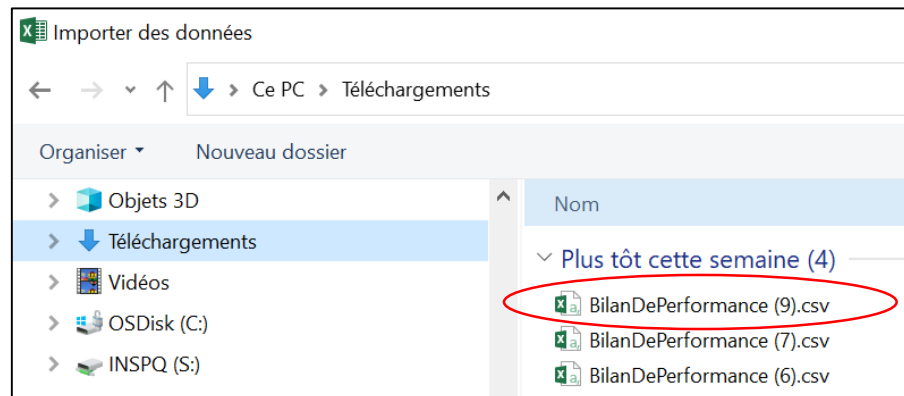 Importer des données
Ce PC > Téléchargements
Organiser
Nouveau dossier
Objets 3D
Téléchargements
Vidéos
OSDisk (C:)
INSPQ (S:)
Nom
Plus tôt cette semaine (4)
BilanDePerformance (9).csv
BilanDePerformance (7).csv
BilanDePerformance (6).csv